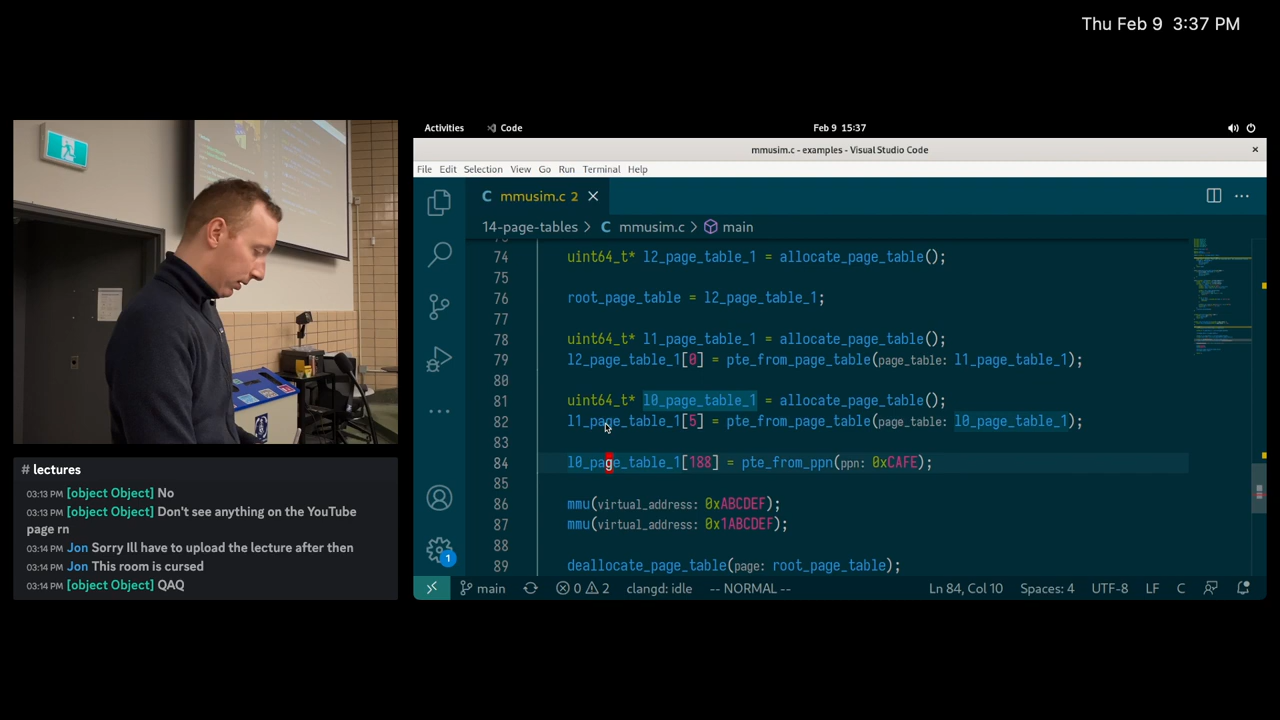 Thu Feb 9 3:37 PM
Activities
Code
Feb 9 15:37
mmusim.c - examples - Visual Studio Code
File Edit Selection View Go Run Terminal Help
C mmusim.c 2
14-page-tables > C mmusim.c > main
74 uint64_t* l2_page_table_1 = allocate_page_table();
75
76 root_page_table = l2_page_table_1;
77
78 uint64_t* l1_page_table_1 = allocate_page_table();
79 l2_page_table_1[0] = pte_from_page_table(page_table: l1_page_table_1);
80
81 uint64_t* l0_page_table_1 = allocate_page_table();
82 l1_page_table_1[5] = pte_from_page_table(page_table: l0_page_table_1);
83
84 l0_page_table_1[188] = pte_from_ppn(ppn: 0xCAFE);
85
86 mmu(virtual_address: 0xABCDEF);
87 mmu(virtual_address: 0x1ABCDEF);
88
89 deallocate_page_table(page: root_page_table);
1
main
0
2
clangd: idle
-- NORMAL --
Ln 84, Col 10
Spaces: 4
UTF-8
LF
C
# lectures
03:13 PM [object Object] No
03:13 PM [object Object] Don't see anything on the YouTube
page rn
03:14 PM Jon Sorry Ill have to upload the lecture after then
03:14 PM Jon This room is cursed
03:14 PM [object Object] QAQ